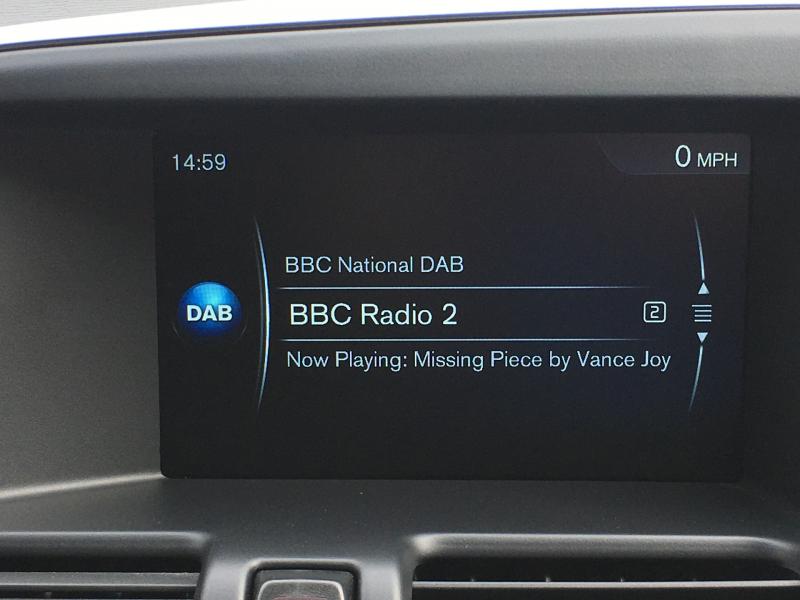 14:59
0 MPH
BBC National DAB
DAB
BBC Radio 2
2
Now Playing: Missing Piece by Vance Joy